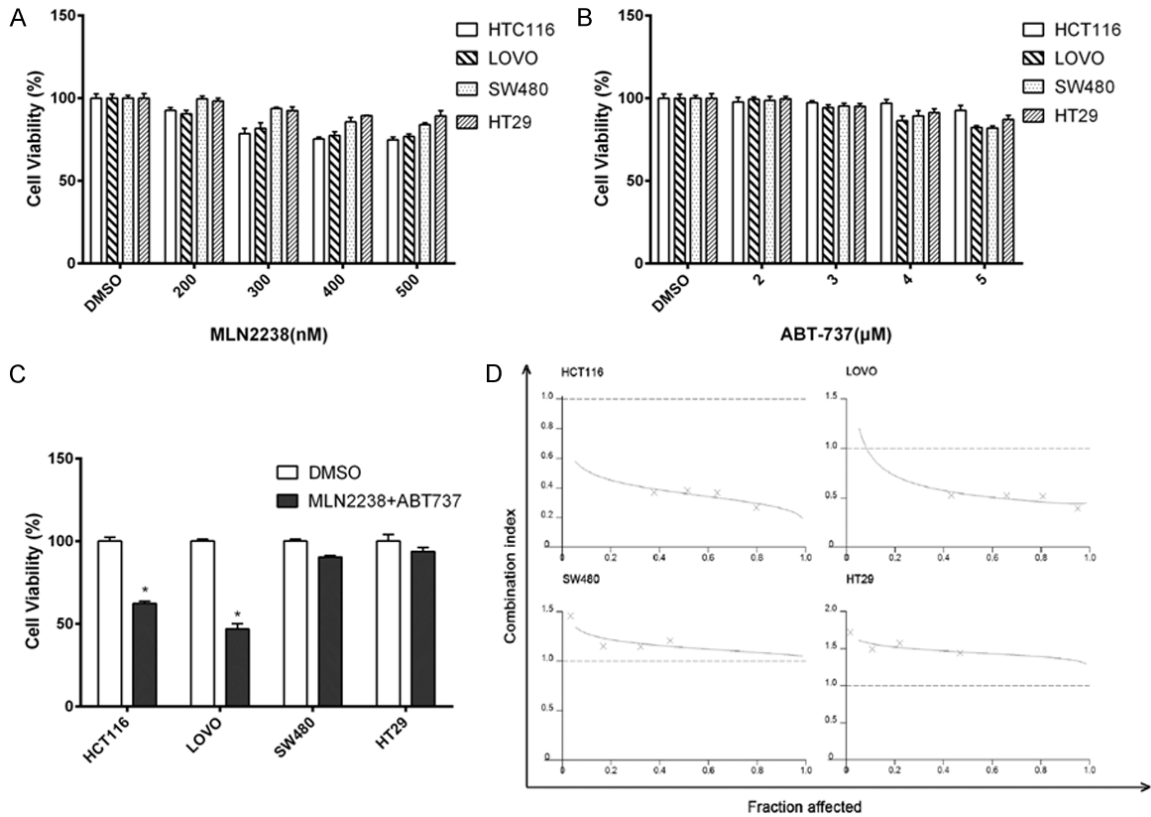 A
Cell Viability (%)
150
100
50
0
DMSO
200
300
400
500
MLN2238(nM)
HTC116
LOVO
SW480
HT29
B
Cell Viability (%)
150
100
50
0
DMSO
2
3
4
5
ABT-737(μM)
HCT116
LOVO
SW480
HT29
C
Cell Viability (%)
150
100
50
0
DMSO
MLN2238+ABT737
*
*
HCT116
LOVO
SW480
HT29
D
Combination index
HCT116
1.0
0.8
0.6
0.4
0.2
0
0 0.2 0.4 0.6 0.8 1.0
LOVO
1.5
1.0
0.5
0
0 0.2 0.4 0.6 0.8 1.0
SW480
1.5
1.0
0.5
0
0 0.2 0.4 0.6 0.8 1.0
HT29
2.0
1.5
1.0
0.5
0
0 0.2 0.4 0.6 0.8 1.0
Fraction affected